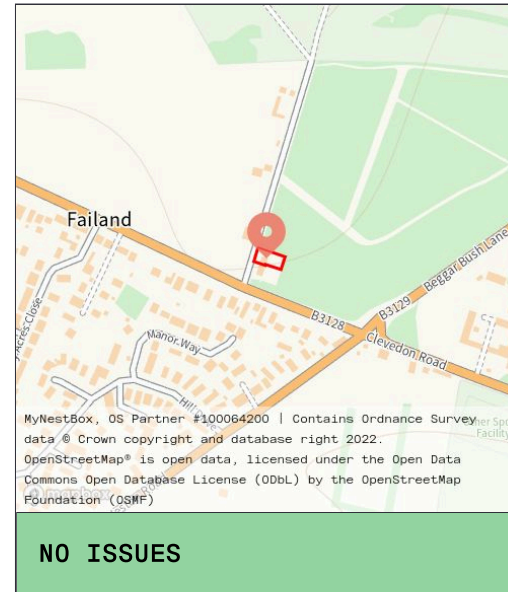 Failand
B3128
B3129
Beggar Bush Lane
Clevedon Road
y Acres Close
Manor Way
MyNestBox, OS Partner #100064200 | Contains Ordnance Survey
data © Crown copyright and database right 2022.
OpenStreetMap® is open data, licensed under the Open Data
Commons Open Database License (ODbL) by the OpenStreetMap
Foundation (OSMF)
Facility
mapbox
NO ISSUES